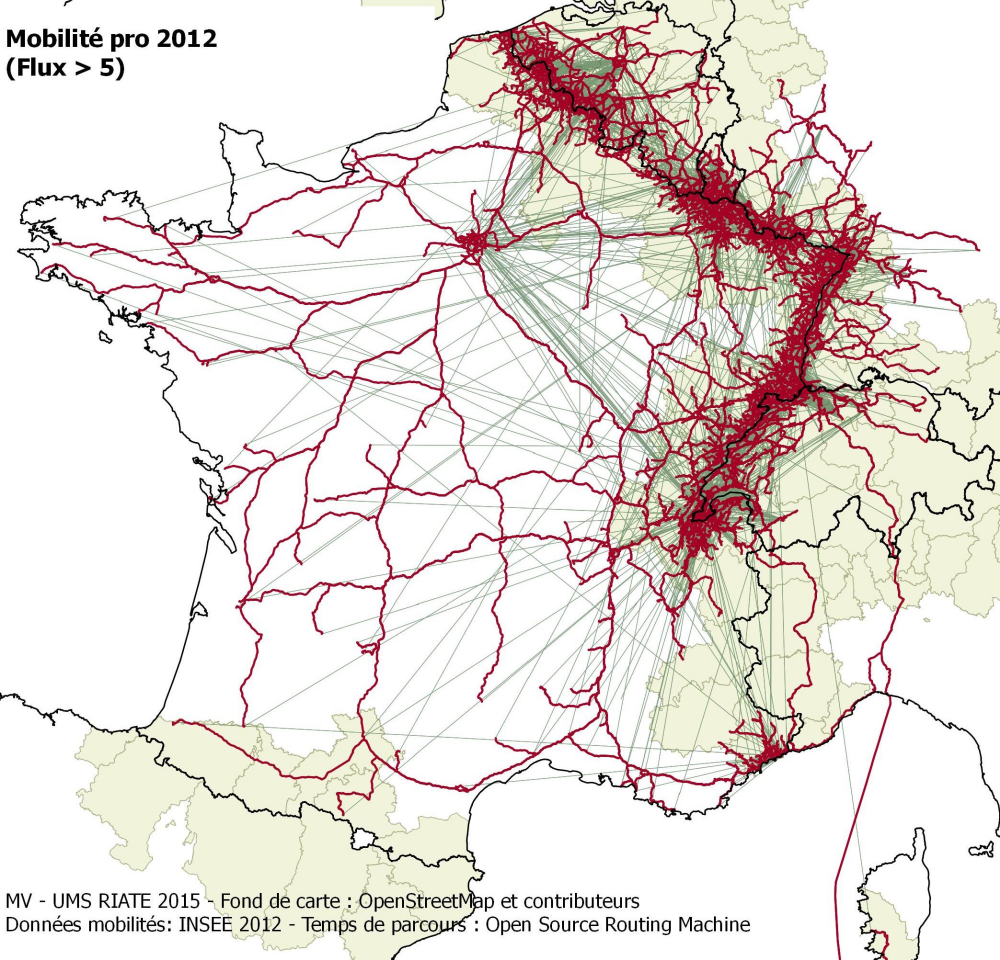 Mobilité pro 2012
(Flux > 5)
MV - UMS RIATE 2015 - Fond de carte : OpenStreetMap et contributeurs
Données mobilités: INSEE 2012 - Temps de parcours : Open Source Routing Machine